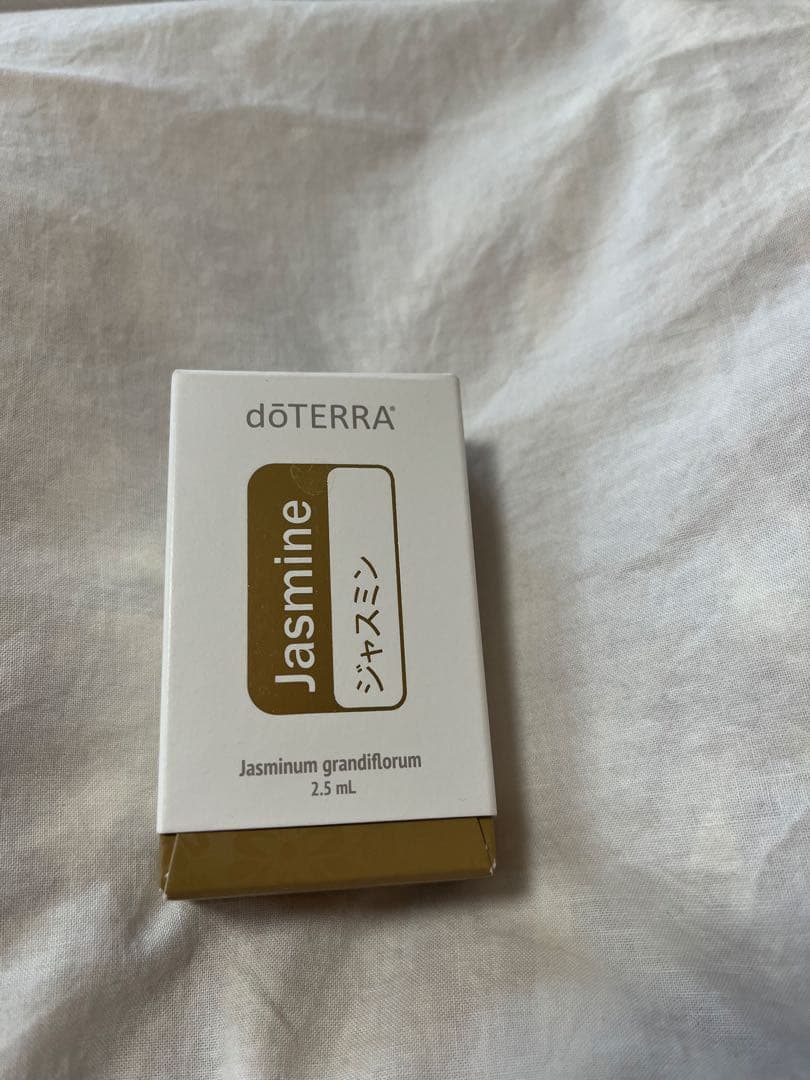 dōTERRA®
Jasmine
ジャスミン
Jasminum grandiflorum
2.5 mL